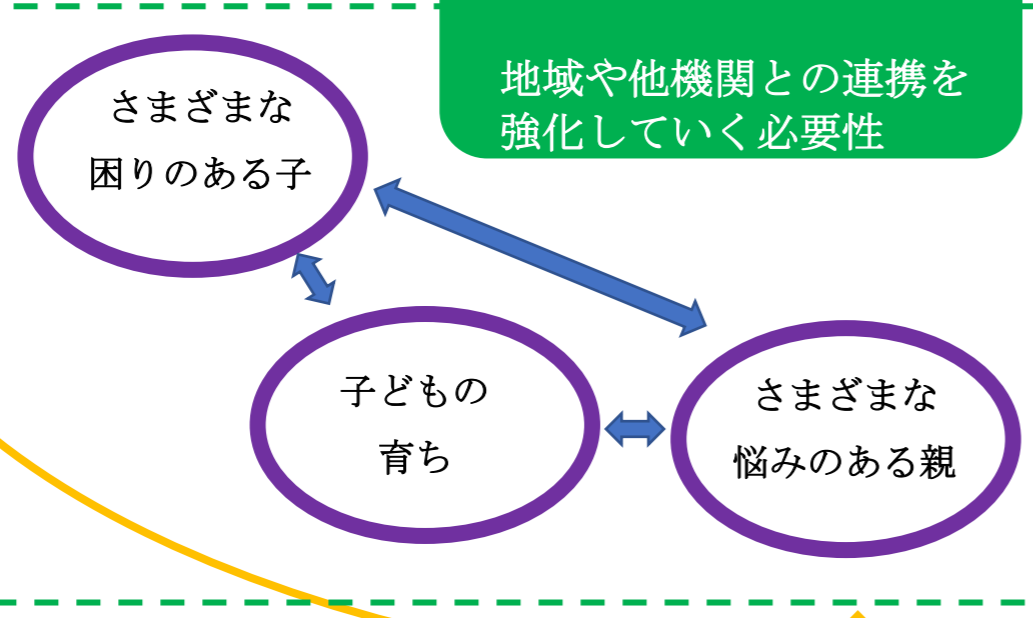 地域や他機関との連携を
強化していく必要性
さまざまな
困りのある子
子どもの
育ち
さまざまな
悩みのある親